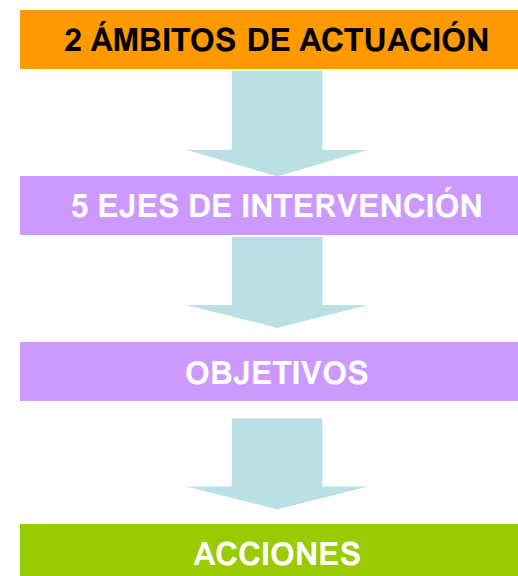 2 ÁMBITOS DE ACTUACIÓN
5 EJES DE INTERVENCIÓN
OBJETIVOS
ACCIONES